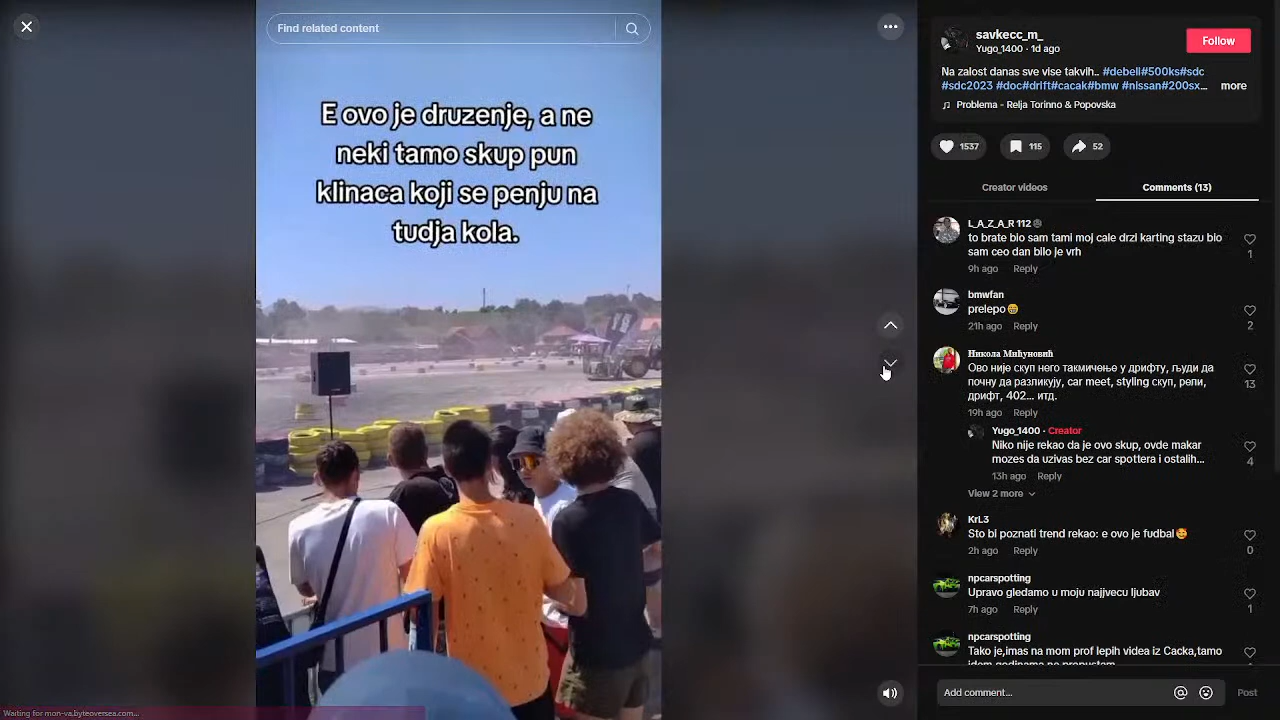 Find related content
E ovo je druzenje, a ne
neki tamo skup pun
klinaca koji se penju na
tudja kola.
savkecc_m_
Yugo_1400 · 1d ago
Follow
Na zalost danas sve vise takvih.. #debeli#500ks#sdc
#sdc2023 #doc#drift#cacak#bmw #nissan#200sx...
more
Problema - Relja Torinno & Popovska
1537
115
52
Creator videos
Comments (13)
L_A_Z_A_R 112
to brate bio sam tami moj cale drzi karting stazu bio
sam ceo dan bilo je vrh
1
9h ago Reply
bmwfan
prelepo
2
21h ago Reply
Никола Мићуновић
Ово није скуп него такмичење у дрифту, људи да
почну да разликују, car meet, styling скуп, рели,
дрифт, 402... итд.
13
19h ago Reply
Yugo_1400 · Creator
Niko nije rekao da je ovo skup, ovde makar
mozes da uzivas bez car spottera i ostalih...
4
13h ago Reply
View 2 more
KrL3
Sto bi poznati trend rekao: e ovo je fudbal
0
2h ago Reply
npcarspotting
Upravo gledamo u moju najjvecu ljubav
1
7h ago Reply
npcarspotting
Tako je,imas na mom prof lepih videa iz Cacka,tamo
idem godinama ne propustam
Add comment...
Post
Waiting for mon-va.byteoversea.com...